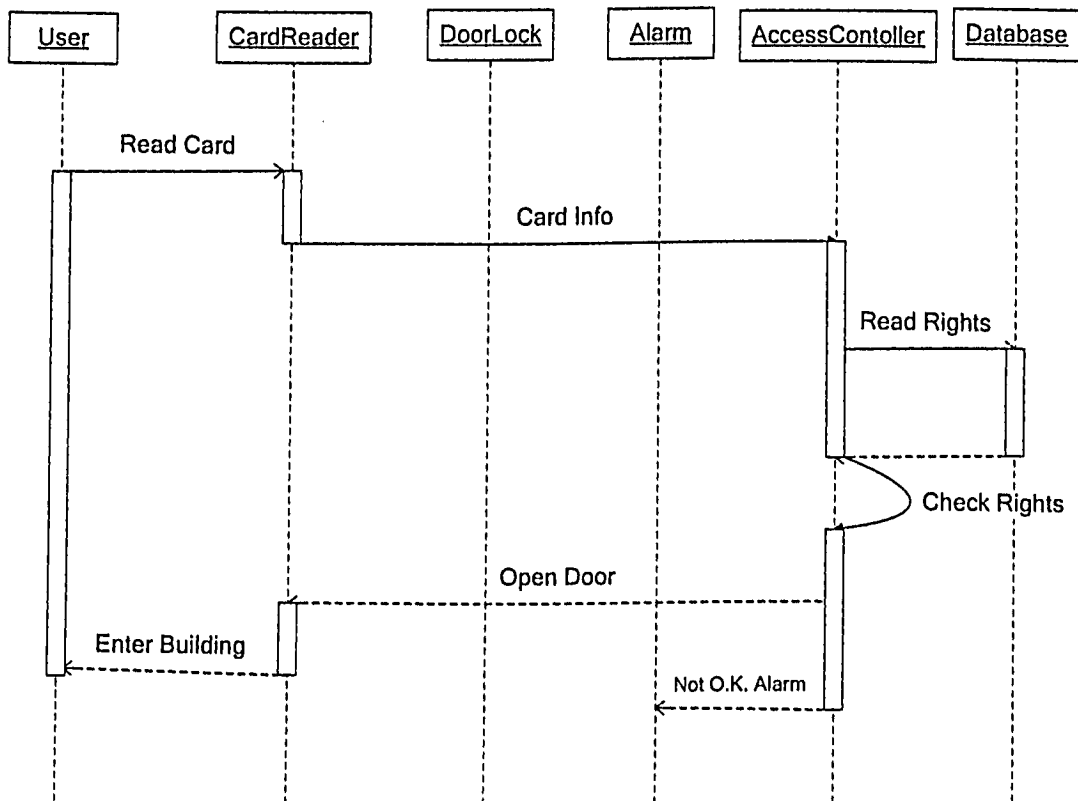 User
CardReader
DoorLock
Alarm
AccessContoller
Database
Read Card
Card Info
Read Rights
Check Rights
Open Door
Enter Building
Not O.K. Alarm